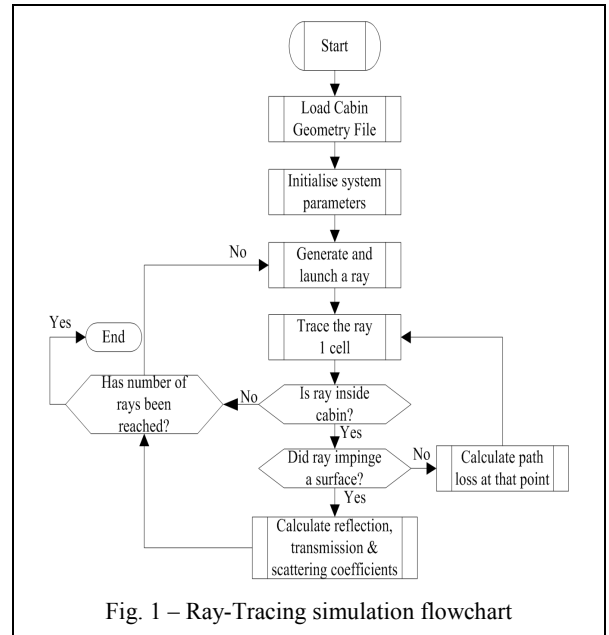 Start
Load Cabin
Geometry File
Initialise system
parameters
No
Generate and
launch a ray
Yes
End
Trace the ray
1 cell
Has number of
rays been
reached?
No
Is ray inside
cabin?
Yes
Did ray impinge
a surface?
No
Calculate path
loss at that point
Yes
Calculate reflection,
transmission &
scattering coefficients
Fig. 1 – Ray-Tracing simulation flowchart